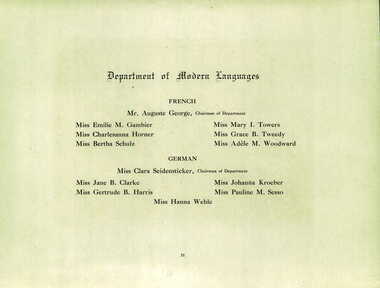 Department of Modern Languages
FRENCH
Mr. Auguste George, Chairman of Department
Miss Emilie M. Gambier Miss Mary I. Towers
Miss Charlesanna Horner Miss Grace B. Tweedy
Miss Bertha Schulz Miss Adèle M. Woodward
GERMAN
Miss Clara Seidensticker, Chairman of Department
Miss Jane B. Clarke Miss Johanna Kroeber
Miss Gertrude B. Harris Miss Pauline M. Sesso
Miss Hanna Weble